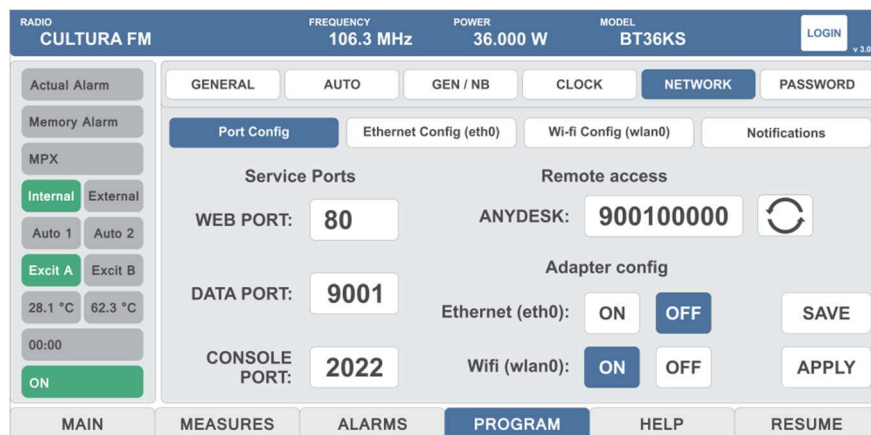 RADIO
CULTURA FM
FREQUENCY
106.3 MHz
POWER
36.000 W
MODEL
BT36KS
LOGIN
v 3.0
Actual Alarm
Memory Alarm
MPX
Internal External
Auto 1 Auto 2
Excit A Excit B
28.1 °C 62.3 °C
00:00
ON
GENERAL AUTO GEN / NB CLOCK NETWORK PASSWORD
Port Config Ethernet Config (eth0) Wi-fi Config (wlan0) Notifications
Service Ports
WEB PORT: 80
DATA PORT: 9001
CONSOLE
PORT: 2022
Remote access
ANYDESK: 900100000
Adapter config
Ethernet (eth0): ON OFF
Wifi (wlan0): ON OFF
SAVE
APPLY
MAIN MEASURES ALARMS PROGRAM HELP RESUME